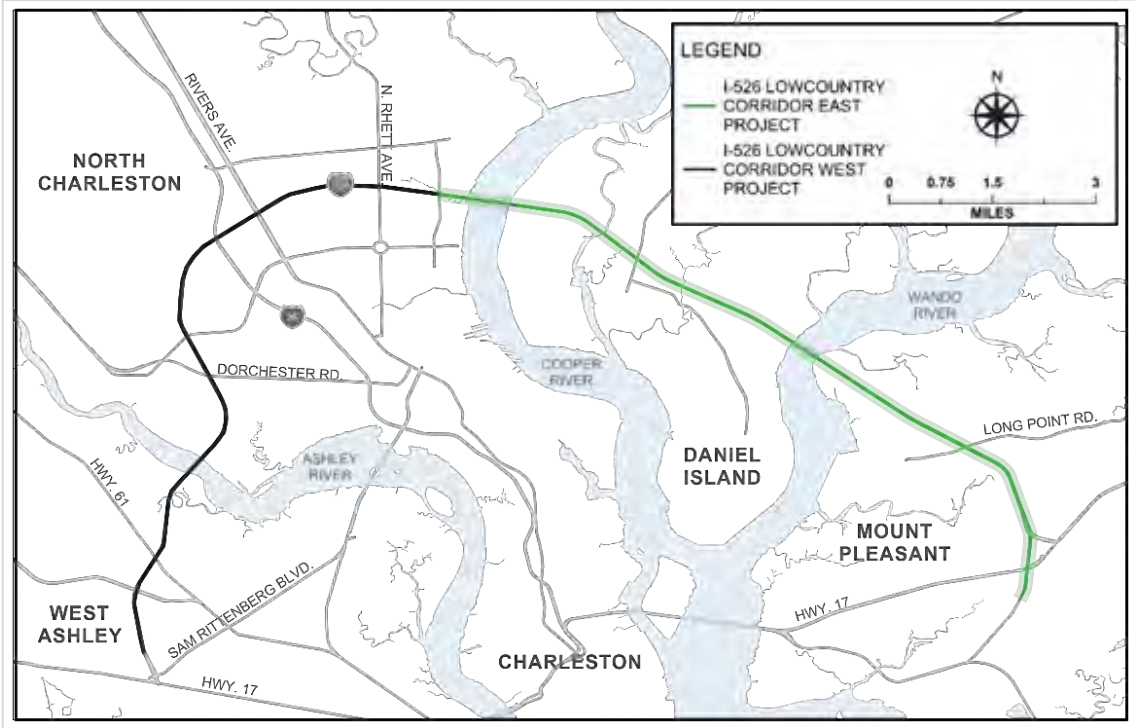 LEGEND
I-526 LOWCOUNTRY
CORRIDOR EAST
PROJECT
I-526 LOWCOUNTRY
CORRIDOR WEST
PROJECT
N
0 0.75 1.5 3
MILES
RIVERS AVE.
N. RHETT AVE.
NORTH
CHARLESTON
WANDO
RIVER
COOPER
RIVER
DORCHESTER RD.
LONG POINT RD.
DANIEL
ISLAND
ASHLEY
RIVER
HWY. 61
MOUNT
PLEASANT
SAM RITTENBERG BLVD.
HWY. 17
WEST
ASHLEY
CHARLESTON
HWY. 17